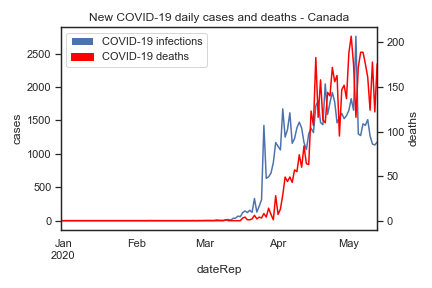 New COVID-19 daily cases and deaths - Canada
COVID-19 infections
COVID-19 deaths
2500
2000
1500
1000
500
0
cases
200
150
100
50
0
deaths
Jan Feb Mar Apr May
2020
dateRep